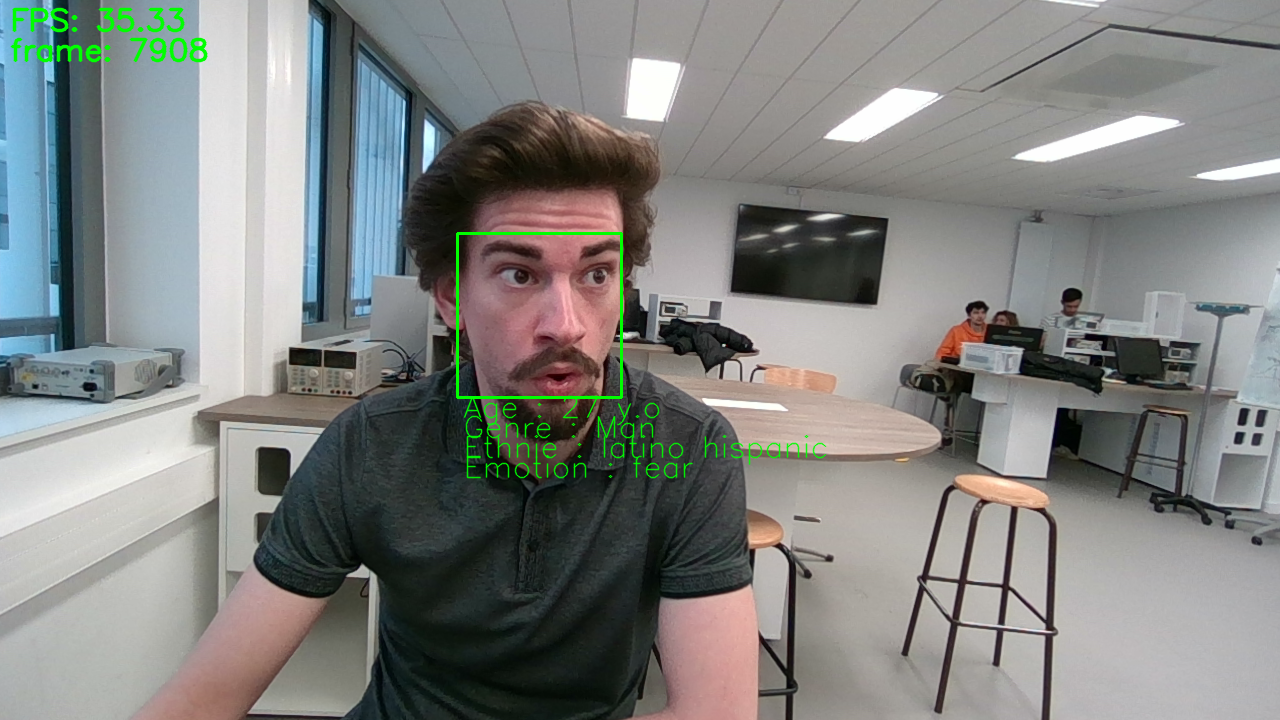 FPS: 35.33
frame: 7908
Age : 27 y.o
Genre : Man
Ethnie : latino hispanic
Emotion : fear